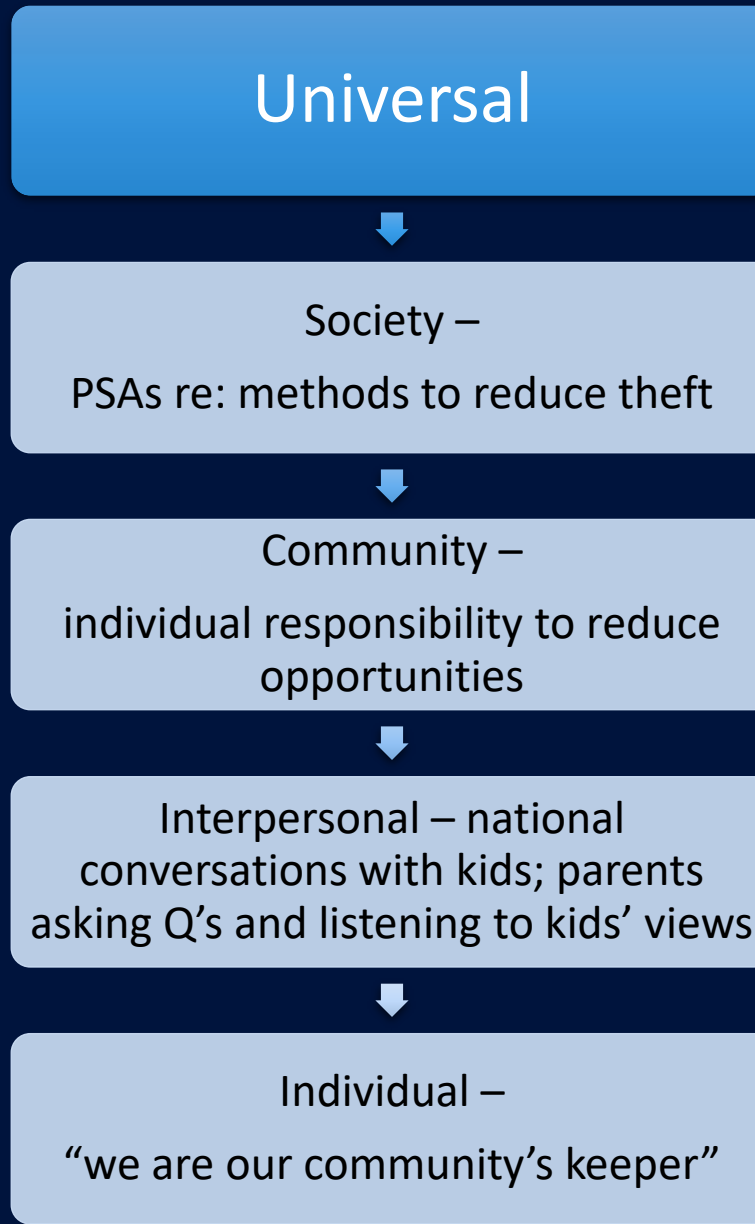 Universal
Society –
PSAs re: methods to reduce theft
Community –
individual responsibility to reduce
opportunities
Interpersonal – national
conversations with kids; parents
asking Q’s and listening to kids’ views
Individual –
“we are our community’s keeper”